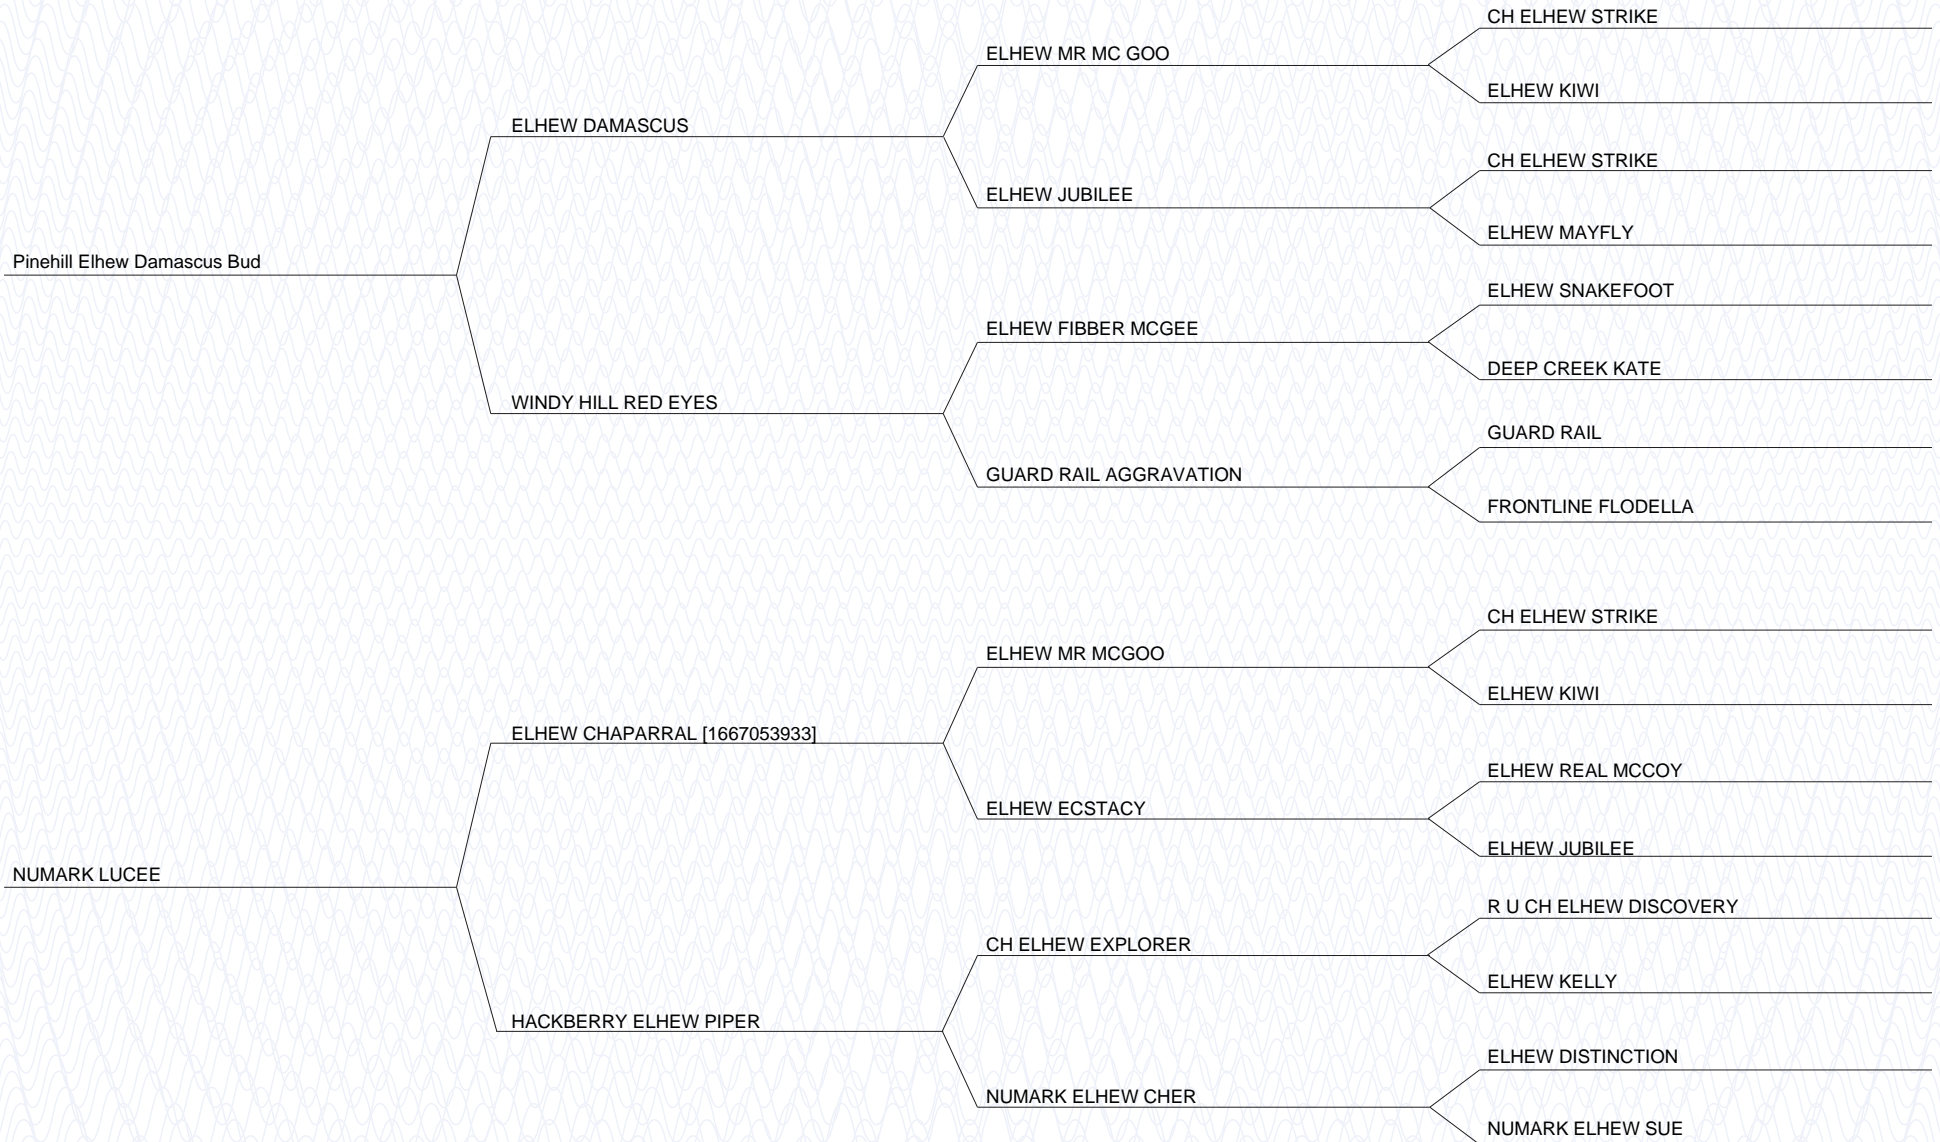 CH ELHEW STRIKE
ELHEW MR MC GOO
ELHEW KIWI
ELHEW DAMASCUS
CH ELHEW STRIKE
ELHEW JUBILEE
ELHEW MAYFLY
Pinehill Elhew Damascus Bud
ELHEW SNAKEFOOT
ELHEW FIBBER MCGEE
DEEP CREEK KATE
WINDY HILL RED EYES
GUARD RAIL
GUARD RAIL AGGRAVATION
FRONTLINE FLODELLA
CH ELHEW STRIKE
ELHEW MR MCGOO
ELHEW KIWI
ELHEW CHAPARRAL [1667053933]
ELHEW REAL MCCOY
ELHEW ECSTACY
ELHEW JUBILEE
NUMARK LUCEE
R U CH ELHEW DISCOVERY
CH ELHEW EXPLORER
ELHEW KELLY
HACKBERRY ELHEW PIPER
ELHEW DISTINCTION
NUMARK ELHEW CHER
NUMARK ELHEW SUE